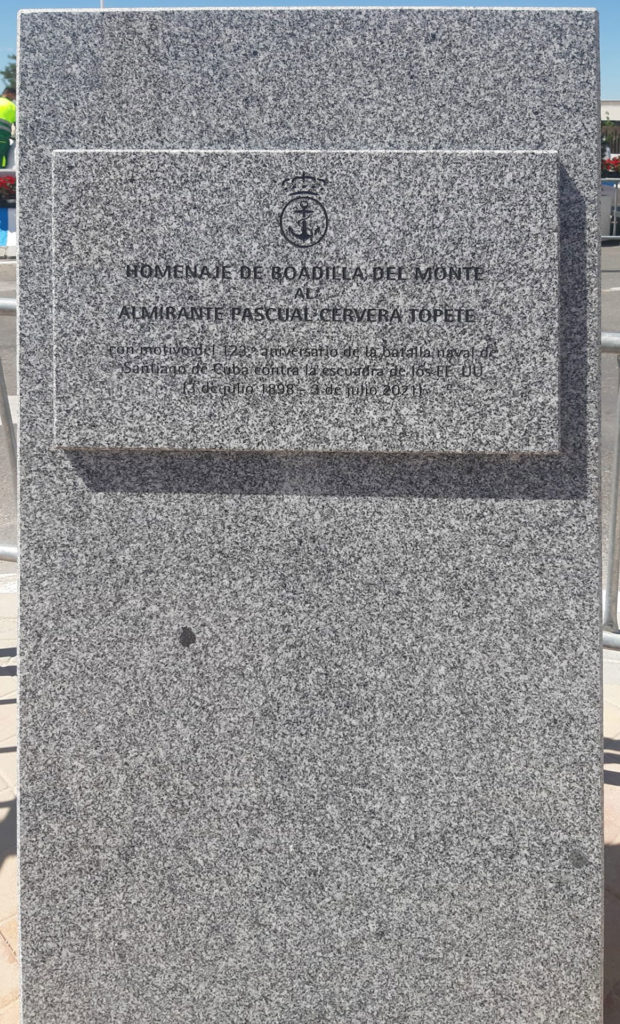 HOMENAJE DE BOADILLA DEL MONTE
AL
ALMIRANTE PASCUAL CERVERA TOPETE
con motivo del 123.º aniversario de la batalla naval de
Santiago de Cuba contra la escuadra de los EE. UU.
(3 de julio 1898 - 3 de julio 2021)